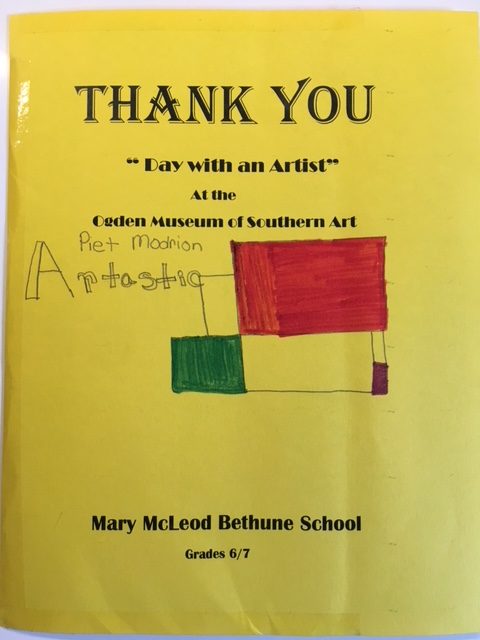 THANK YOU
“ Day with an Artist”
At the
Ogden Museum of Southern Art
Piet Modrion
Artastic
Mary McLeod Bethune School
Grades 6/7